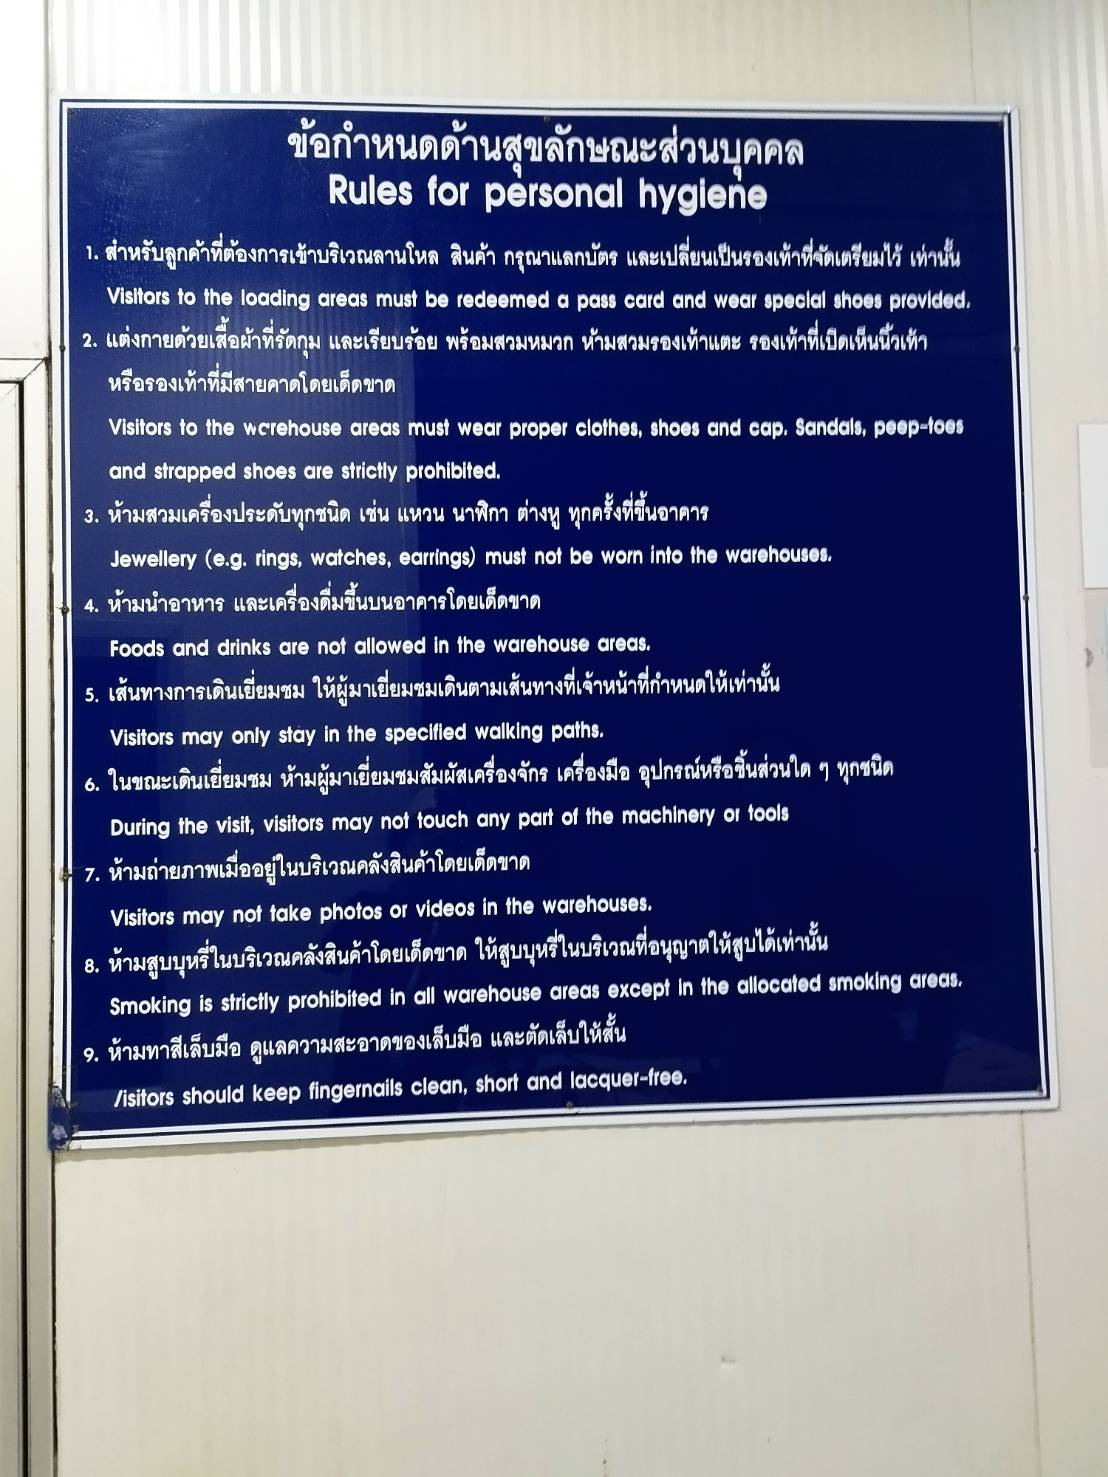 ข้อกำหนดด้านสุขลักษณะส่วนบุคคล
Rules for personal hygiene
1. สำหรับลูกค้าที่ต้องการเข้าบริเวณลานโหล สินค้า กรุณาแลกบัตร และเปลี่ยนเป็นรองเท้าที่จัดเตรียมไว้ เท่านั้น
Visitors to the loading areas must be redeemed a pass card and wear special shoes provided.
2. แต่งกายด้วยเสื้อผ้าที่รัดกุม และเรียบร้อย พร้อมสวมหมวก ห้ามสวมรองเท้าแตะ รองเท้าที่เปิดเห็นนิ้วเท้า
หรือรองเท้าที่มีสายคาดโดยเด็ดขาด
Visitors to the warehouse areas must wear proper clothes, shoes and cap. Sandals, peep-toes
and strapped shoes are strictly prohibited.
3. ห้ามสวมเครื่องประดับทุกชนิด เช่น แหวน นาฬิกา ต่างหู ทุกครั้งที่ขึ้นอาคาร
Jewellery (e.g. rings, watches, earrings) must not be worn into the warehouses.
4. ห้ามนำอาหาร และเครื่องดื่มขึ้นบนอาคารโดยเด็ดขาด
Foods and drinks are not allowed in the warehouse areas.
5. เส้นทางการเดินเยี่ยมชม ให้ผู้มาเยี่ยมชมเดินตามเส้นทางที่เจ้าหน้าที่กำหนดให้เท่านั้น
Visitors may only stay in the specified walking paths.
6. ในขณะเดินเยี่ยมชม ห้ามผู้มาเยี่ยมชมสัมผัสเครื่องจักร เครื่องมือ อุปกรณ์หรือชิ้นส่วนใด ๆ ทุกชนิด
During the visit, visitors may not touch any part of the machinery or tools
7. ห้ามถ่ายภาพเมื่ออยู่ในบริเวณคลังสินค้าโดยเด็ดขาด
Visitors may not take photos or videos in the warehouses.
8. ห้ามสูบบุหรี่ในบริเวณคลังสินค้าโดยเด็ดขาด ให้สูบบุหรี่ในบริเวณที่อนุญาตให้สูบได้เท่านั้น
Smoking is strictly prohibited in all warehouse areas except in the allocated smoking areas.
9. ห้ามทาสีเล็บมือ ดูแลความสะอาดของเล็บมือ และตัดเล็บให้สั้น
Visitors should keep fingernails clean, short and lacquer-free.